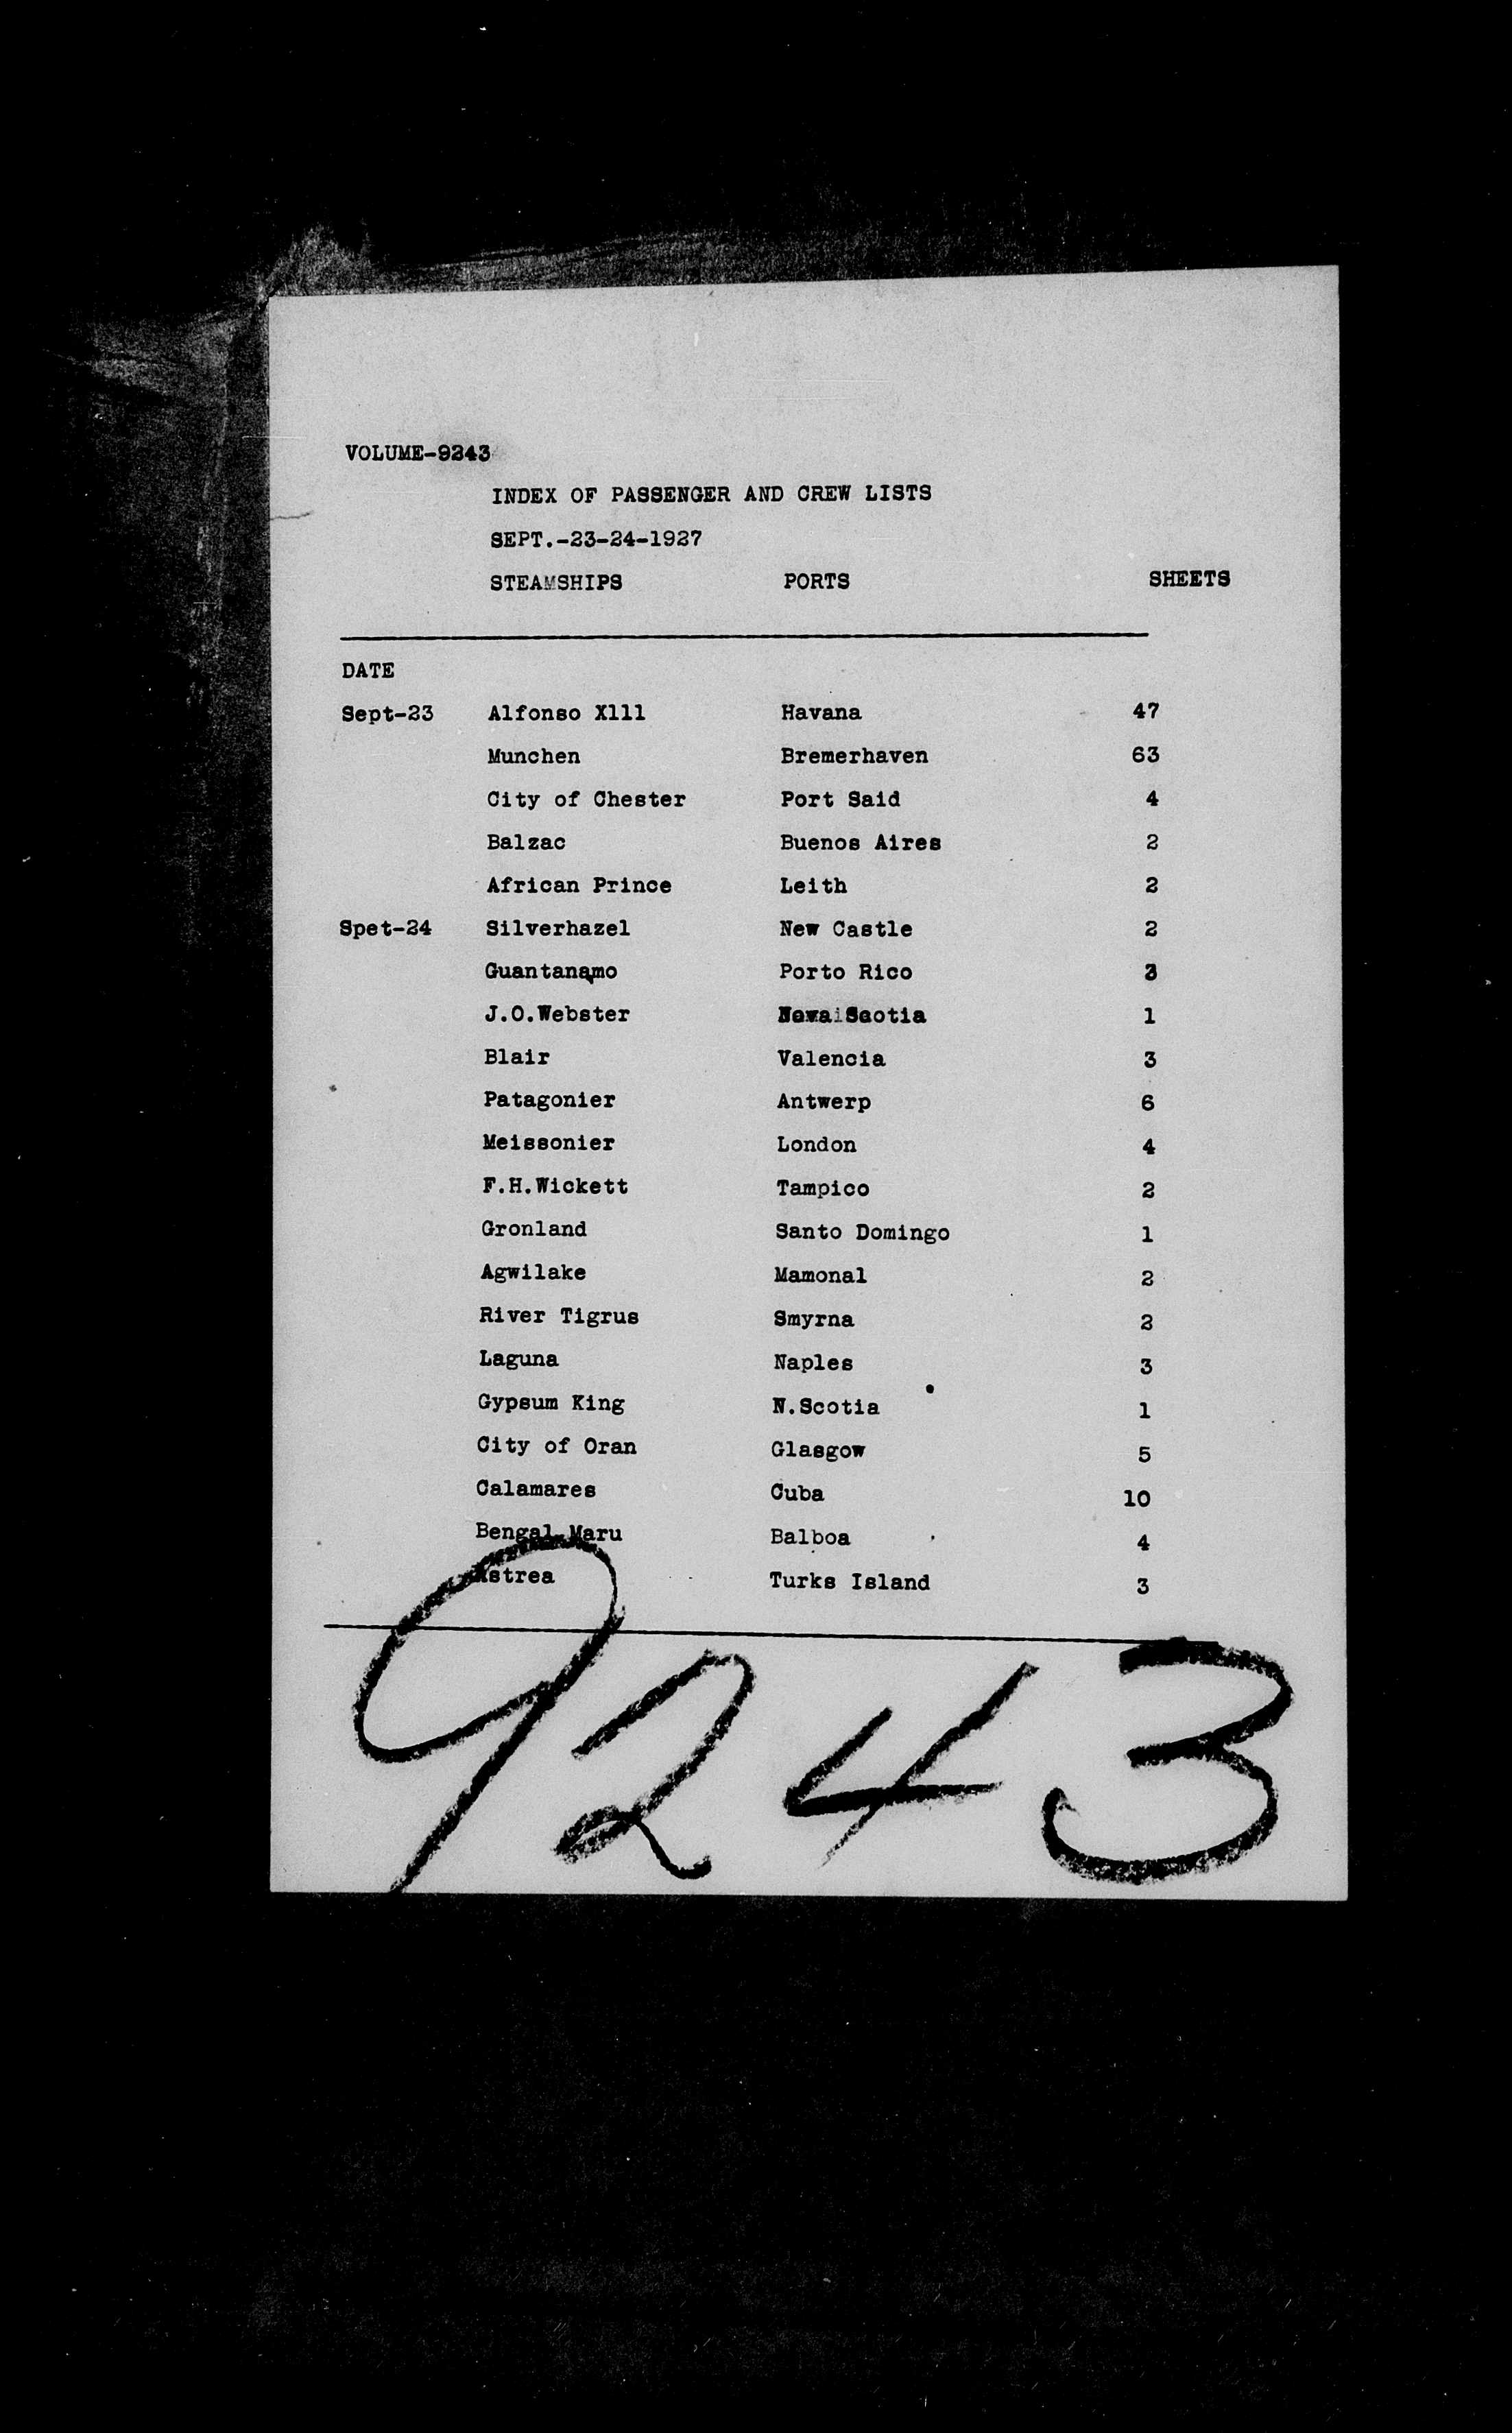 VOLUME-9243
INDEX OF PASSENGER AND CREW LISTS
SEPT.-23-24-1927
STEAMSHIPS PORTS SHEETS
DATE
Sept-23 Alfonso Xlll Havana 47
Munchen Bremerhaven 63
City of Chester Port Said 4
Balzac Buenos Aires 2
African Prince Leith 2
Spet-24 Silverhazel New Castle 2
Guantanamo Porto Rico 3
J.O.Webster Nova Scotia 1
Blair Valencia 3
Patagonier Antwerp 6
Meissonier London 4
F.H.Wickett Tampico 2
Gronland Santo Domingo 1
Agwilake Mamonal 2
River Tigrus Smyrna 2
Laguna Naples 3
Gypsum King N.Scotia 1
City of Oran Glasgow 5
Calamares Cuba 10
Bengal Maru Balboa 4
Astrea Turks Island 3
9243